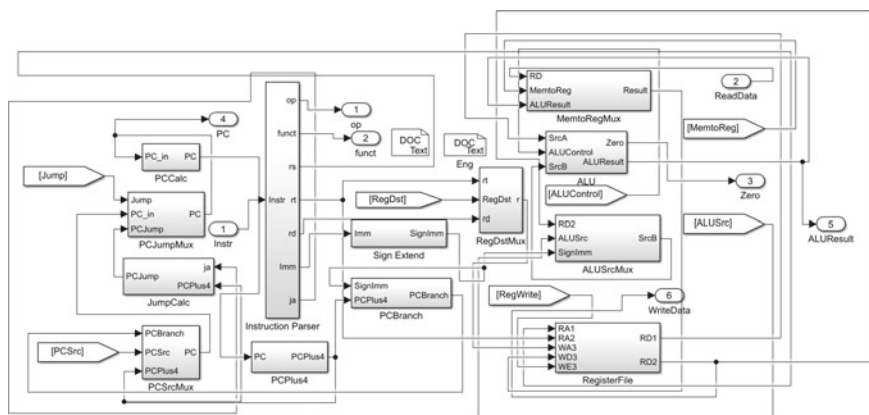 4
PC
PC_in PC
PCCalc
[Jump]
Jump
PC_in PC
PCJump
PCJumpMux
1
Instr
ja
PCJump
PCPlus4
JumpCalc
PCBranch
PCSrc PC
PCPlus4
PCSrcMux
[PCSrc]
op
funct
rs
Instr rt
rd
Imm
ja
Instruction Parser
PC PCPlus4
PCPlus4
1
op
2
funct
DOC
Text
DOC
Text
Eng
[RegDst]
rt
RegDst r
rd
RegDstMux
Imm SignImm
Sign Extend
SignImm
PCPlus4 PCBranch
PCBranch
RD
MemtoReg Result
ALUResult
MemtoRegMux
2
ReadData
[MemtoReg]
SrcA
ALUControl Zero
SrcB ALUResult
ALU
[ALUControl]
3
Zero
[ALUSrc]
RD2
ALUSrc SrcB
SignImm
ALUSrcMux
5
ALUResult
[RegWrite]
6
WriteData
RA1
RA2 RD1
WA3
WD3 RD2
WE3
RegisterFile